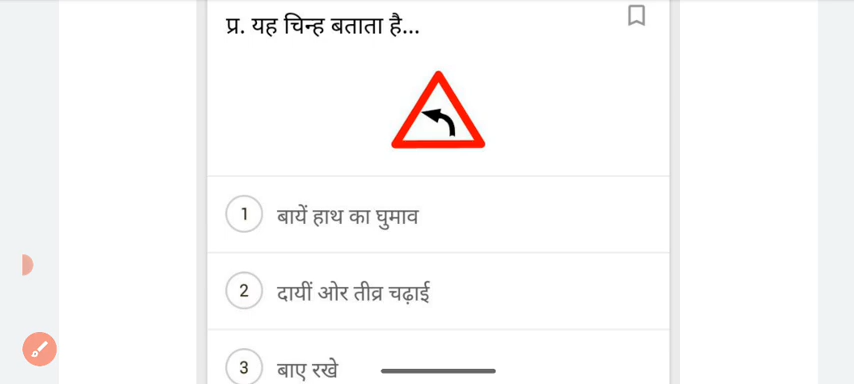 प्र. यह चिन्ह बताता है...
1 बायें हाथ का घुमाव
2 दायीं ओर तीव्र चढ़ाई
3 बाए रखे